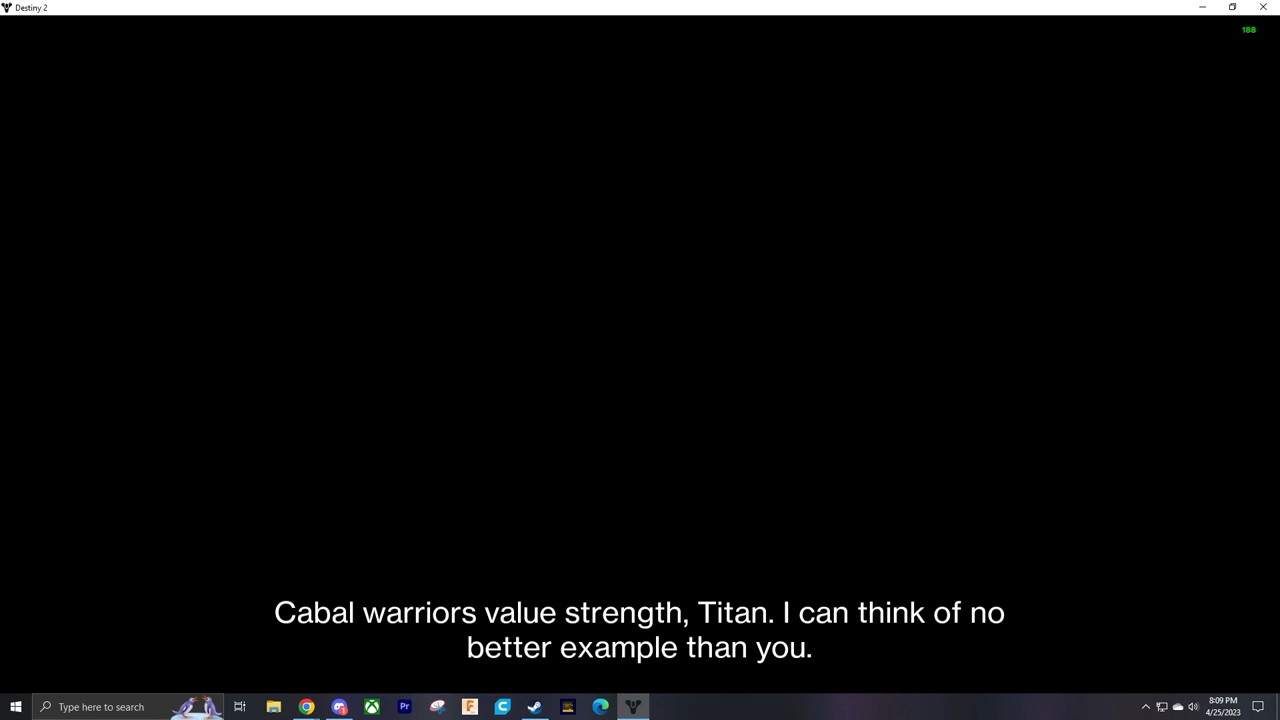 Destiny 2
188
Cabal warriors value strength, Titan. I can think of no
better example than you.
Type here to search
Pr
8:09 PM
4/25/2023